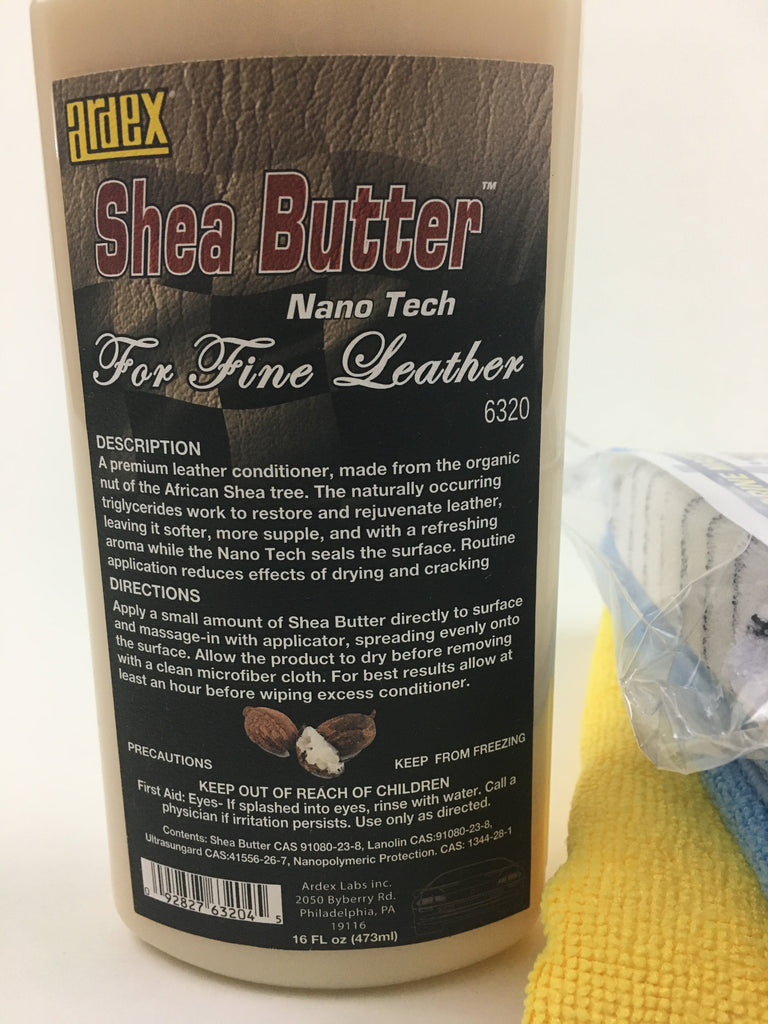 ardex
Shea Butter™
Nano Tech
For Fine Leather
6320
DESCRIPTION
A premium leather conditioner, made from the organic
nut of the African Shea tree. The naturally occurring
triglycerides work to restore and rejuvenate leather,
leaving it softer, more supple, and with a refreshing
aroma while the Nano Tech seals the surface. Routine
application reduces effects of drying and cracking
DIRECTIONS
Apply a small amount of Shea Butter directly to surface
and massage-in with applicator, spreading evenly onto
the surface. Allow the product to dry before removing
with a clean microfiber cloth. For best results allow at
least an hour before wiping excess conditioner.
PRECAUTIONS
KEEP FROM FREEZING
KEEP OUT OF REACH OF CHILDREN
First Aid: Eyes- If splashed into eyes, rinse with water. Call a
physician if irritation persists. Use only as directed.
Contents: Shea Butter CAS 91080-23-8, Lanolin CAS:91080-23-8,
Ultrasungard CAS:41556-26-7, Nanopolymeric Protection. CAS: 1344-28-1
0 92827 63204 5
Ardex Labs inc.
2050 Byberry Rd.
Philadelphia, PA
19116
16 FL oz (473ml)